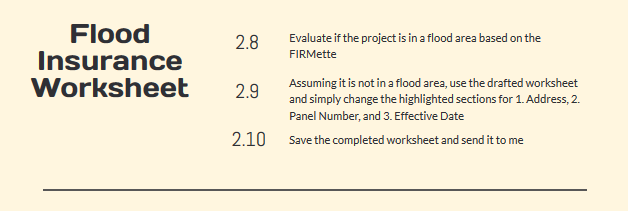 Flood
Insurance
Worksheet
2.8
Evaluate if the project is in a flood area based on the
FIRMette
2.9
Assuming it is not in a flood area, use the drafted worksheet
and simply change the highlighted sections for 1. Address, 2.
Panel Number, and 3. Effective Date
2.10
Save the completed worksheet and send it to me